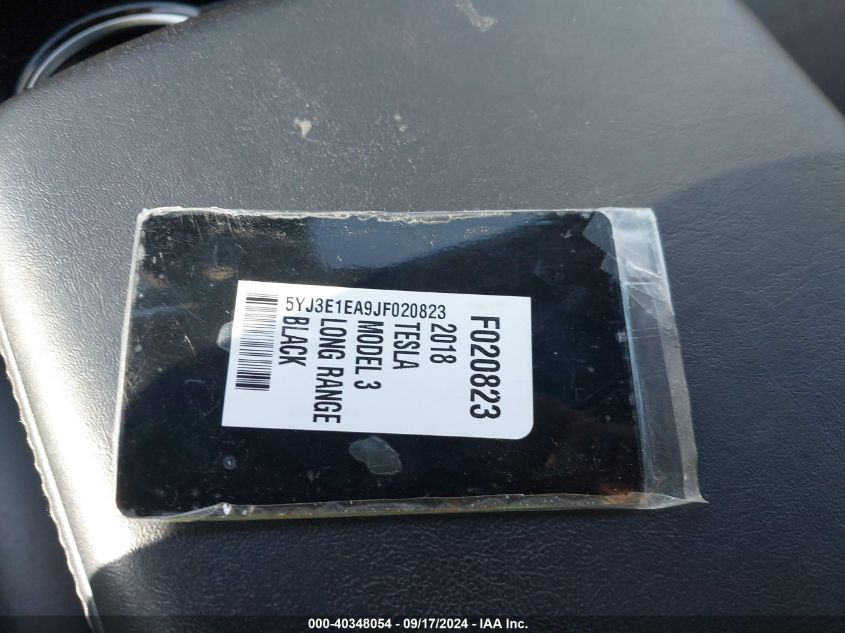 F020823
2018
TESLA
MODEL 3
LONG RANGE
BLACK
5YJ3E1EA9JF020823
000-40348054 - 09/17/2024 - IAA Inc.